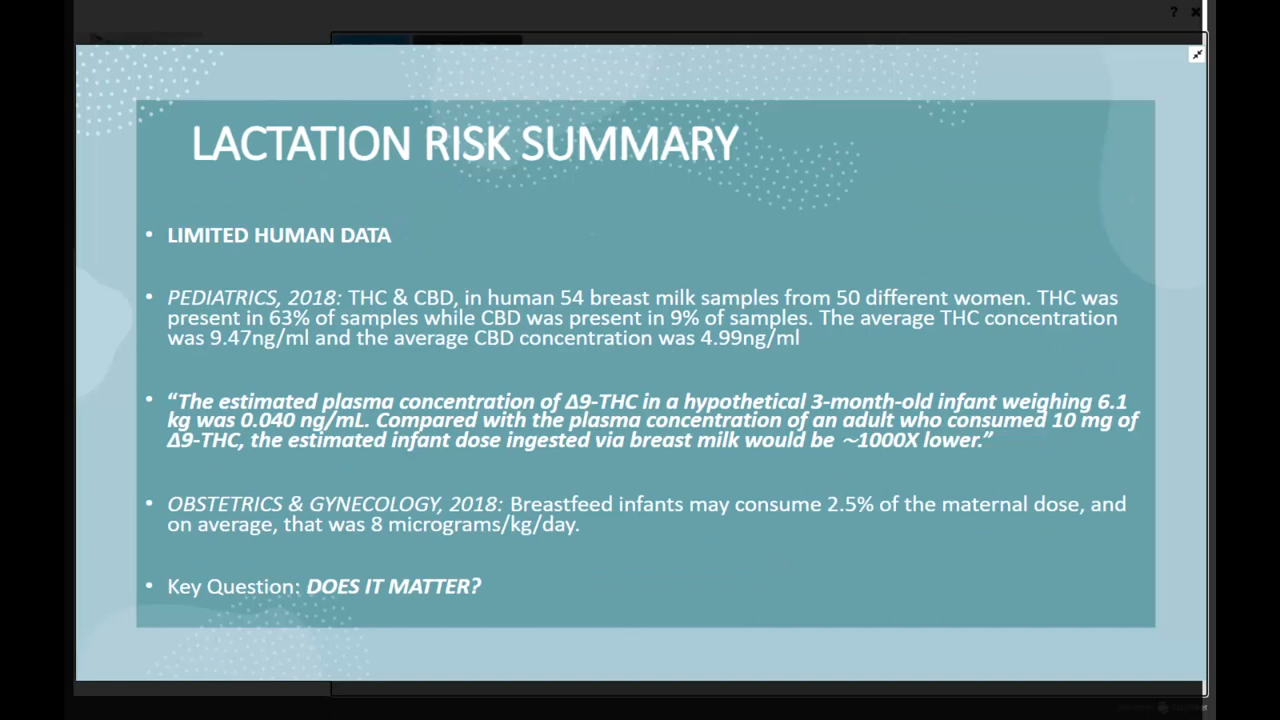 ?
LACTATION RISK SUMMARY
• LIMITED HUMAN DATA
• PEDIATRICS, 2018: THC & CBD, in human 54 breast milk samples from 50 different women. THC was
present in 63% of samples while CBD was present in 9% of samples. The average THC concentration
was 9.47ng/ml and the average CBD concentration was 4.99ng/ml
• “The estimated plasma concentration of Δ9-THC in a hypothetical 3-month-old infant weighing 6.1
kg was 0.040 ng/mL. Compared with the plasma concentration of an adult who consumed 10 mg of
Δ9-THC, the estimated infant dose ingested via breast milk would be ∼1000X lower.”
• OBSTETRICS & GYNECOLOGY, 2018: Breastfeed infants may consume 2.5% of the maternal dose, and
on average, that was 8 micrograms/kg/day.
• Key Question: DOES IT MATTER?